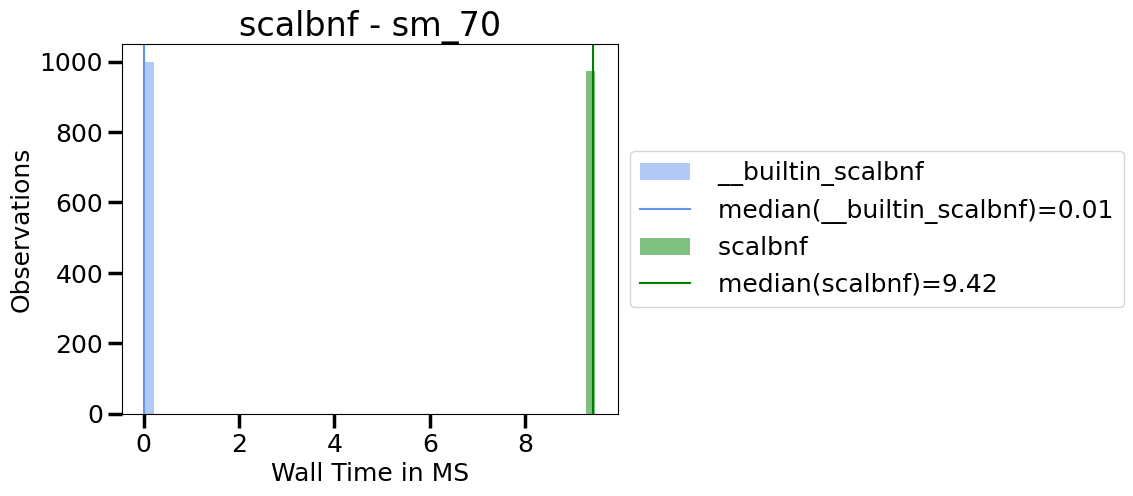 scalbnf - sm_70
Observations
1000
800
600
400
200
0
0 2 4 6 8
Wall Time in MS
__builtin_scalbnf
median(__builtin_scalbnf)=0.01
scalbnf
median(scalbnf)=9.42